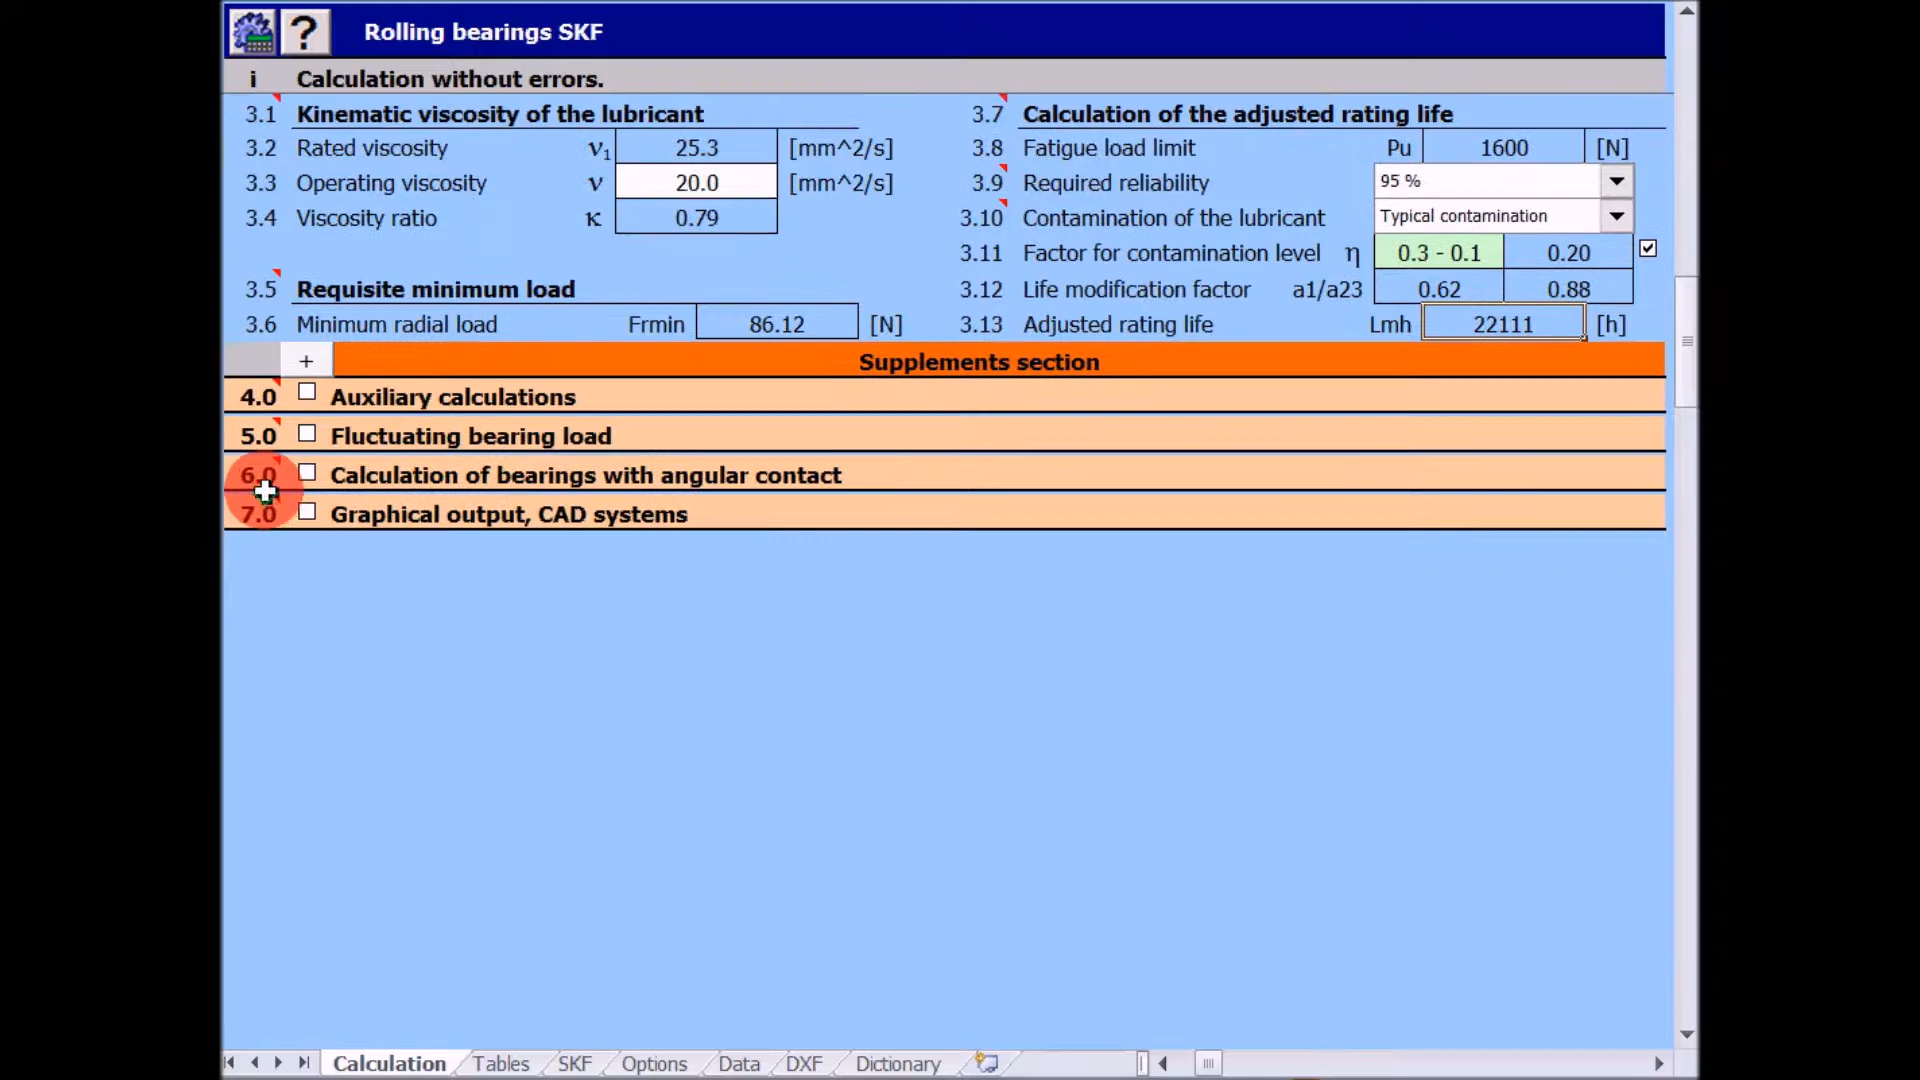 ? Rolling bearings SKF
i Calculation without errors.
3.1 Kinematic viscosity of the lubricant
3.2 Rated viscosity ν1 25.3 [mm^2/s]
3.3 Operating viscosity ν 20.0 [mm^2/s]
3.4 Viscosity ratio κ 0.79
3.5 Requisite minimum load
3.6 Minimum radial load Frmin 86.12 [N]
3.7 Calculation of the adjusted rating life
3.8 Fatigue load limit Pu 1600 [N]
3.9 Required reliability 95 %
3.10 Contamination of the lubricant Typical contamination
3.11 Factor for contamination level η 0.3 - 0.1 0.20
3.12 Life modification factor a1/a23 0.62 0.88
3.13 Adjusted rating life Lmh 22111 [h]
+ Supplements section
4.0 Auxiliary calculations
5.0 Fluctuating bearing load
6.0 Calculation of bearings with angular contact
7.0 Graphical output, CAD systems
Calculation Tables SKF Options Data DXF Dictionary